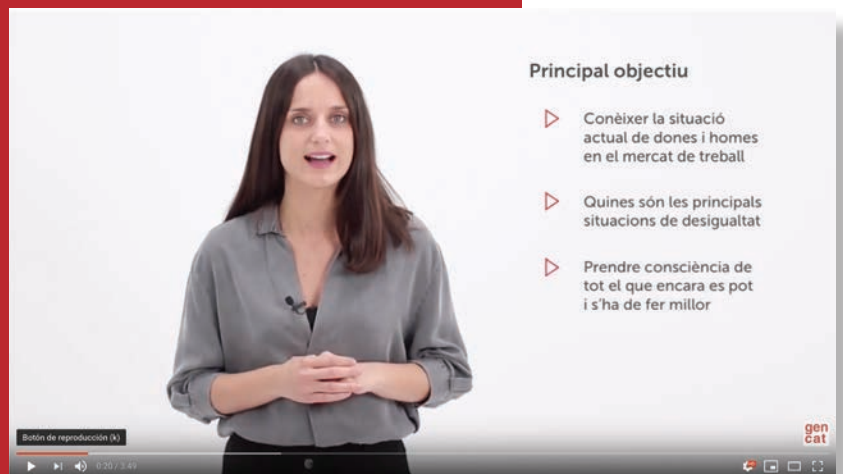 Principal objectiu
Conèixer la situació
actual de dones i homes
en el mercat de treball
Quines són les principals
situacions de desigualtat
Prendre consciència de
tot el que encara es pot
i s'ha de fer millor
gen
cat
Botón de reproducción (k)
0:20 / 3:49